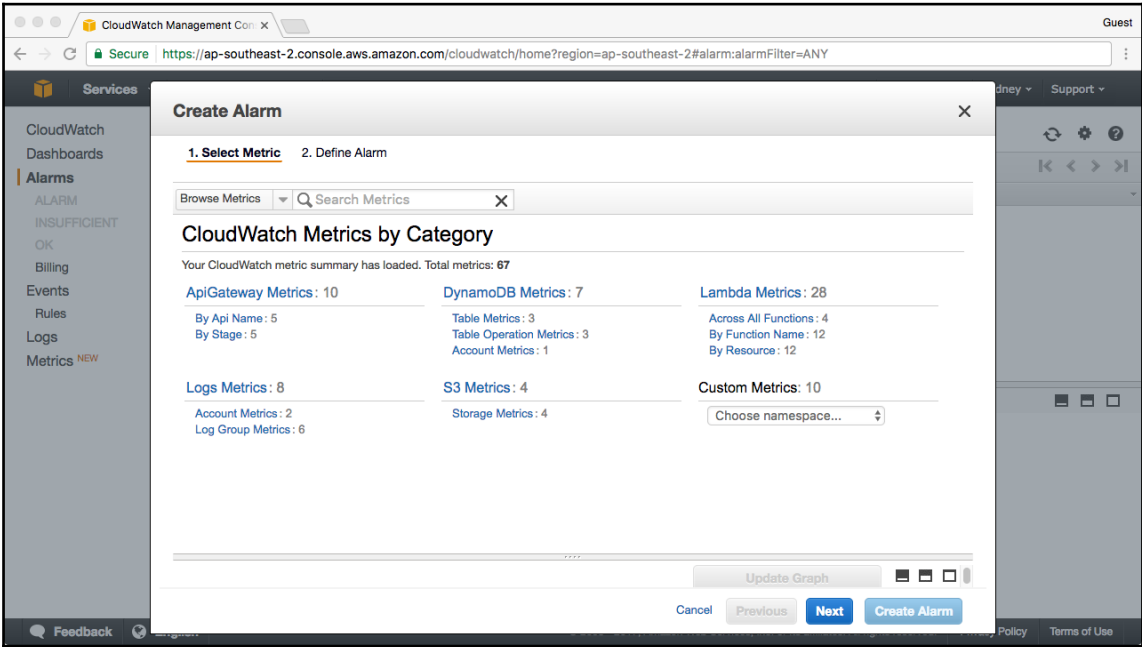 CloudWatch Management Con
Guest
Secure https://ap-southeast-2.console.aws.amazon.com/cloudwatch/home?region=ap-southeast-2#alarm:alarmFilter=ANY
Services
Support
CloudWatch
Dashboards
Alarms
ALARM
INSUFFICIENT
OK
Billing
Events
Rules
Logs
Metrics NEW
Create Alarm
1. Select Metric 2. Define Alarm
Browse Metrics Search Metrics
CloudWatch Metrics by Category
Your CloudWatch metric summary has loaded. Total metrics: 67
ApiGateway Metrics: 10
By Api Name: 5
By Stage: 5
DynamoDB Metrics: 7
Table Metrics: 3
Table Operation Metrics: 3
Account Metrics: 1
Lambda Metrics: 28
Across All Functions: 4
By Function Name: 12
By Resource: 12
Logs Metrics: 8
Account Metrics: 2
Log Group Metrics: 6
S3 Metrics: 4
Storage Metrics: 4
Custom Metrics: 10
Choose namespace...
Update Graph
Cancel Previous Next Create Alarm
Feedback
Policy Terms of Use